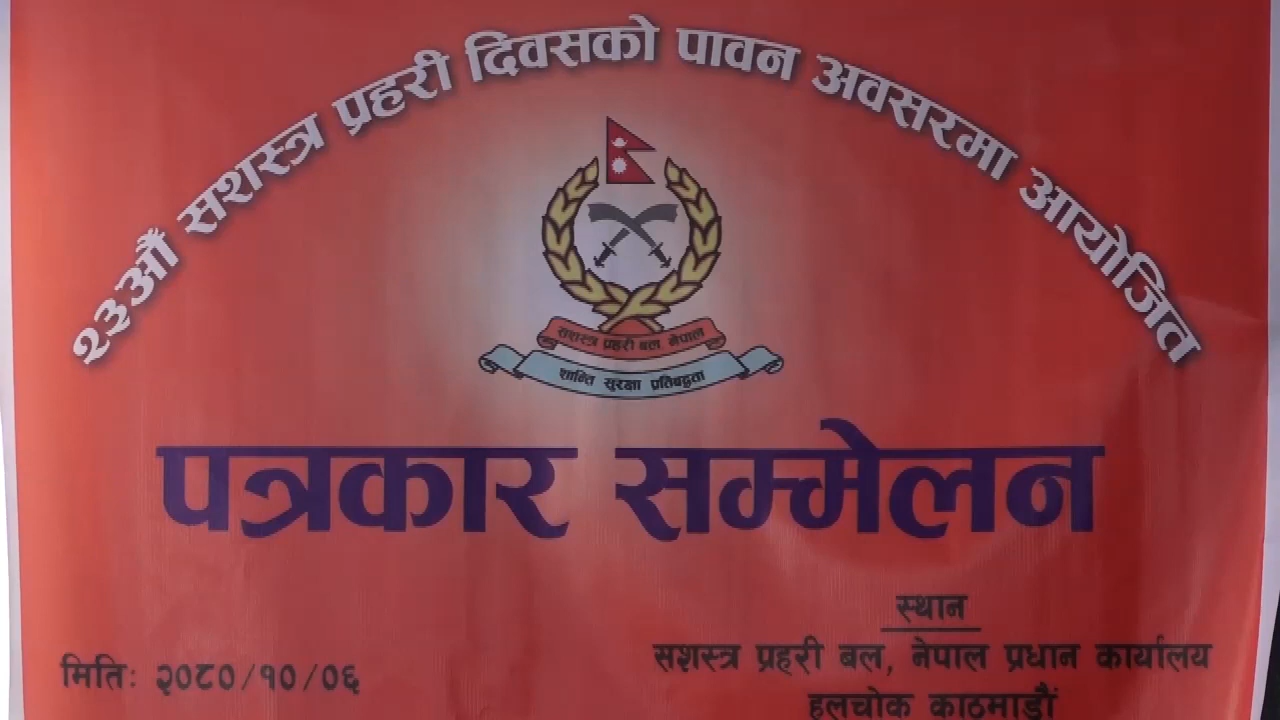 २३औं सशस्त्र प्रहरी दिवसको पावन अवसरमा आयोजित
सशस्त्र प्रहरी बल नेपाल
शान्ति सुरक्षा प्रतिबद्धता
पत्रकार सम्मेलन
स्थान
मितिः २०८०/१०/०६
सशस्त्र प्रहरी बल, नेपाल प्रधान कार्यालय
हलचोक काठमाडौं